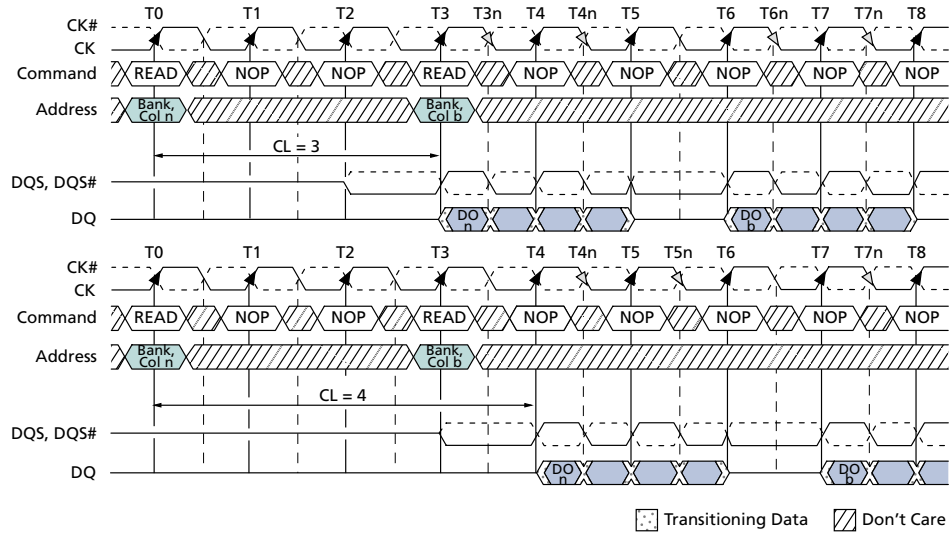 T0 T1 T2 T3 T3n T4 T4n T5 T6 T6n T7 T7n T8
CK#
CK
Command READ NOP NOP READ NOP NOP NOP NOP NOP
Address Bank, Col n Bank, Col b
CL = 3
DQS, DQS#
DQ DO n DO b
T0 T1 T2 T3 T4 T4n T5 T5n T6 T7 T7n T8
CK#
CK
Command READ NOP NOP READ NOP NOP NOP NOP NOP
Address Bank, Col n Bank, Col b
CL = 4
DQS, DQS#
DQ DO n DO b
Transitioning Data Don't Care